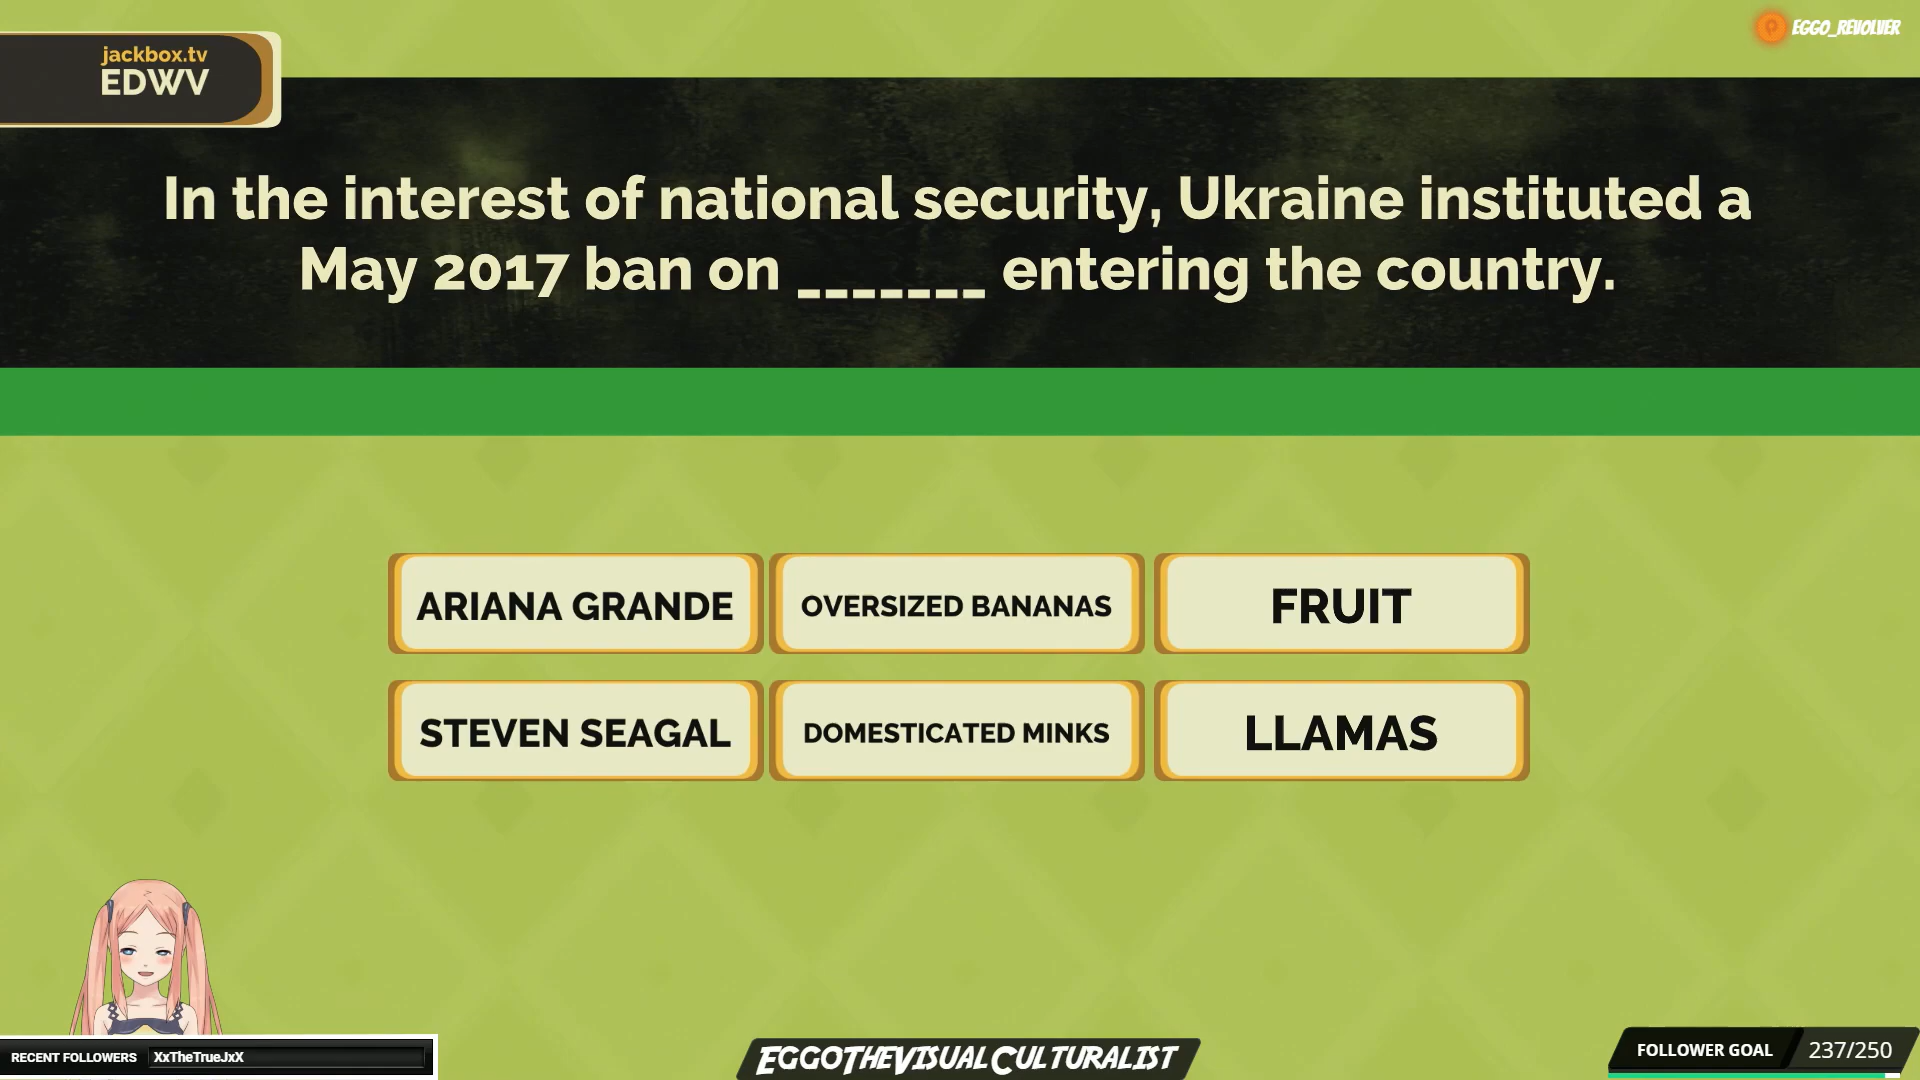 jackbox.tv
EDWV
EGGO_REVOLVER
In the interest of national security, Ukraine instituted a
May 2017 ban on _______ entering the country.
ARIANA GRANDE
OVERSIZED BANANAS
FRUIT
STEVEN SEAGAL
DOMESTICATED MINKS
LLAMAS
RECENT FOLLOWERS XxTheTrueJxX
EGGOTHEVISUALCULTURALIST
FOLLOWER GOAL 237/250